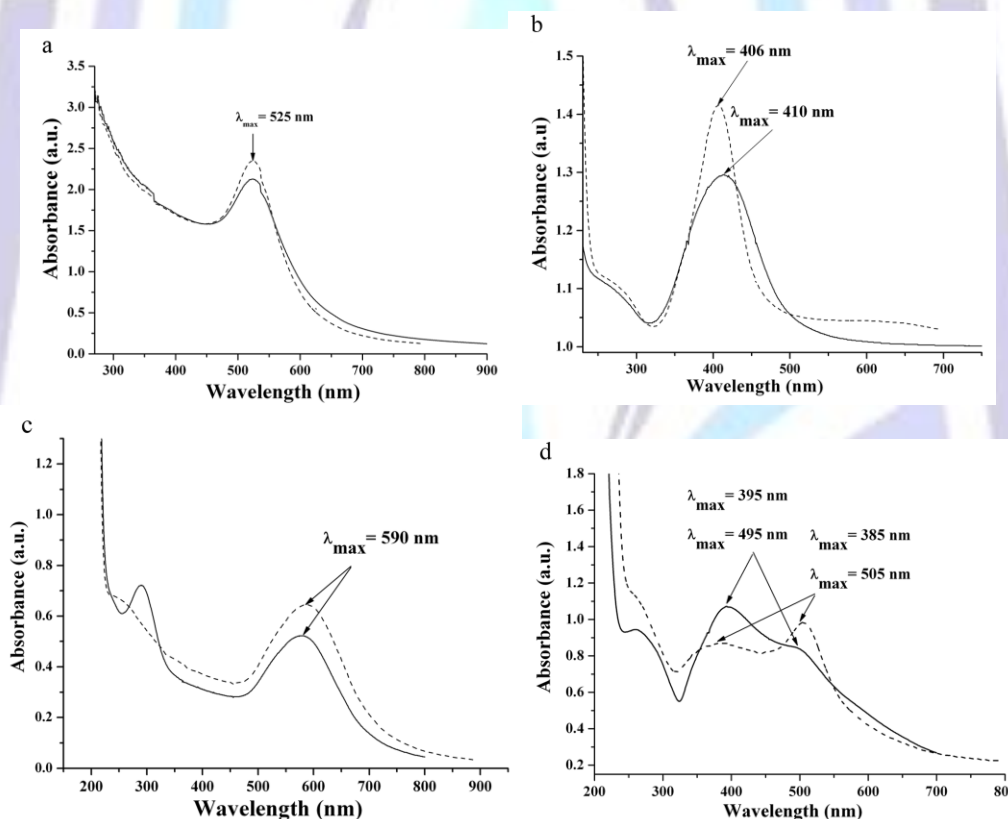 a
3.5
3.0
2.5
2.0
1.5
1.0
0.5
0.0
Absorbance (a.u.)
λmax= 525 nm
300 400 500 600 700 800 900
Wavelength (nm)
b
1.5
1.4
1.3
1.2
1.1
1.0
Absorbance (a.u)
λmax= 406 nm
λmax= 410 nm
300 400 500 600 700
Wavelength (nm)
c
1.2
1.0
0.8
0.6
0.4
0.2
0.0
Absorbance (a.u.)
λmax= 590 nm
200 300 400 500 600 700 800 900
Wavelength (nm)
d
1.8
1.6
1.4
1.2
1.0
0.8
0.6
0.4
0.2
Absorbance (a.u.)
λmax= 395 nm
λmax= 495 nm
λmax= 385 nm
λmax= 505 nm
200 300 400 500 600 700 800
Wavelength (nm)